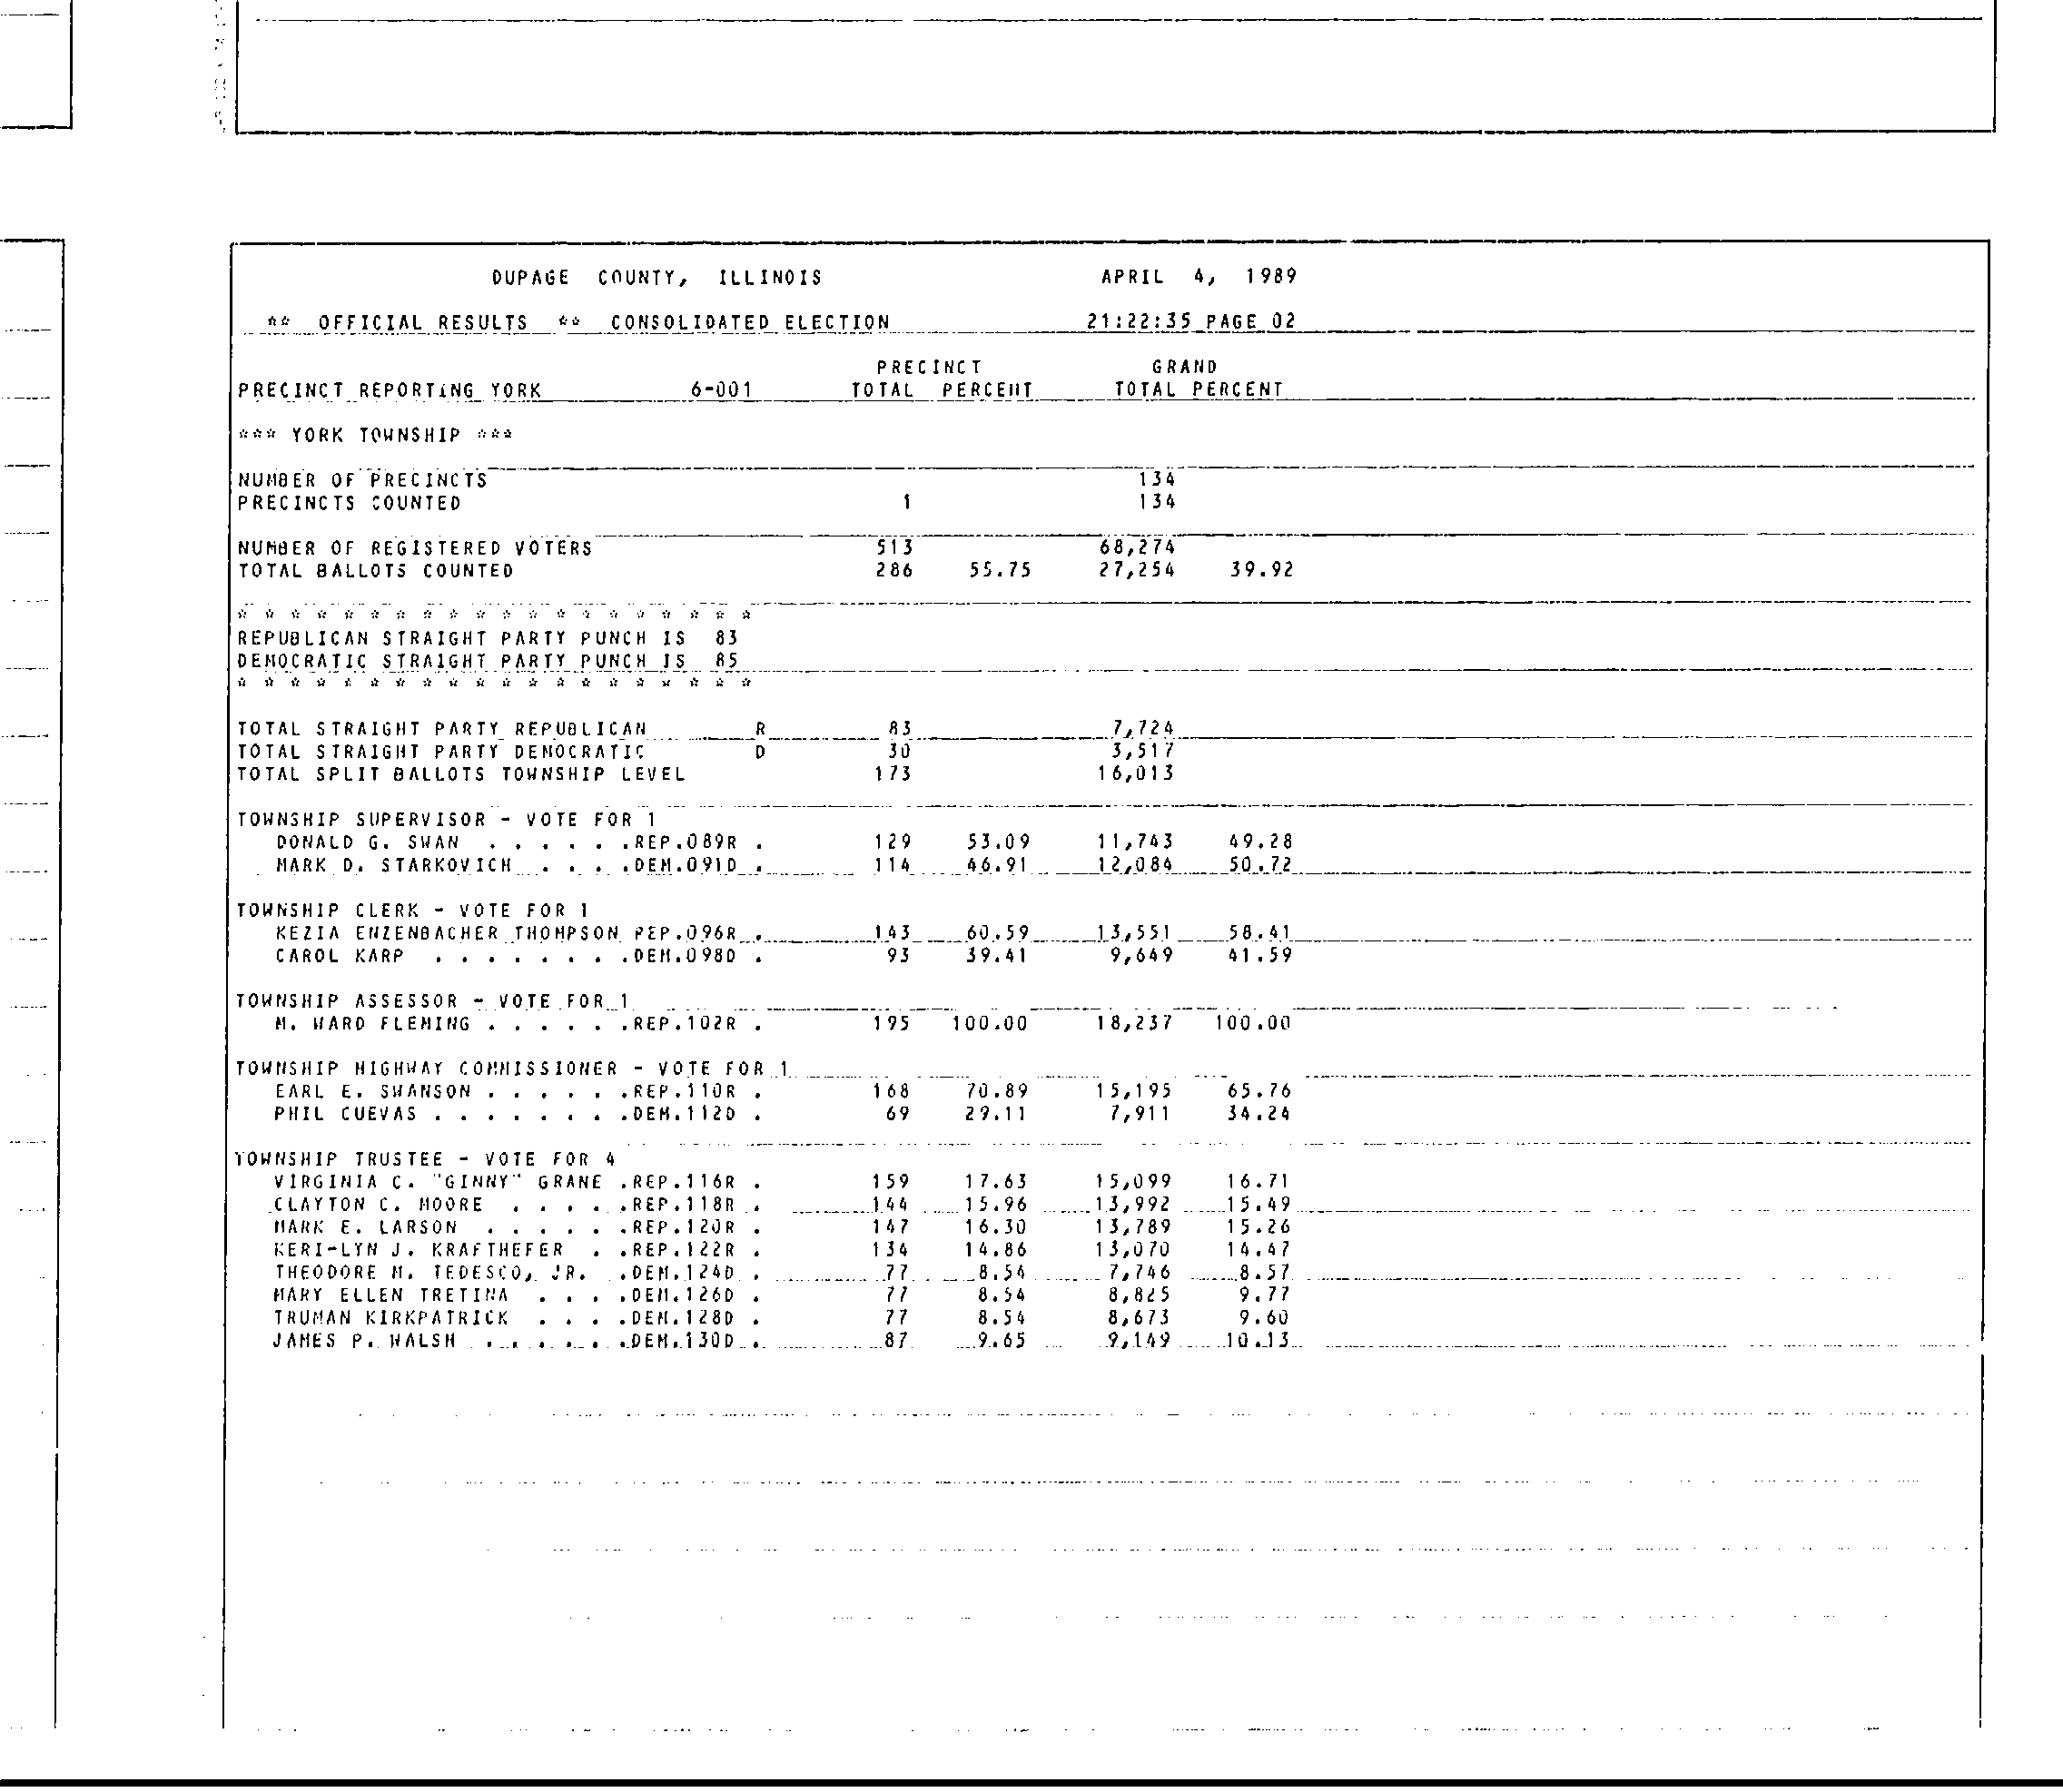 DUPAGE COUNTY, ILLINOIS APRIL 4, 1989
** OFFICIAL RESULTS ** CONSOLIDATED ELECTION 21:22:35 PAGE 02
PRECINCT GRAND
PRECINCT REPORTING YORK 6-001 TOTAL PERCENT TOTAL PERCENT
*** YORK TOWNSHIP ***
NUMBER OF PRECINCTS 134
PRECINCTS COUNTED 1 134
NUMBER OF REGISTERED VOTERS 513 68,274
TOTAL BALLOTS COUNTED 286 55.75 27,254 39.92
* * * * * * * * * * * * * * * * * * * *
REPUBLICAN STRAIGHT PARTY PUNCH IS 83
DEMOCRATIC STRAIGHT PARTY PUNCH IS 85
* * * * * * * * * * * * * * * * * * * *
TOTAL STRAIGHT PARTY REPUBLICAN R 83 7,724
TOTAL STRAIGHT PARTY DEMOCRATIC D 30 3,517
TOTAL SPLIT BALLOTS TOWNSHIP LEVEL 173 16,013
TOWNSHIP SUPERVISOR - VOTE FOR 1
DONALD G. SWAN . . . . . .REP.089R . 129 53.09 11,743 49.28
MARK D. STARKOVICH . . . .DEM.091D . 114 46.91 12,084 50.72
TOWNSHIP CLERK - VOTE FOR 1
KEZIA ENZENBACHER THOMPSON REP.096R . 143 60.59 13,551 58.41
CAROL KARP . . . . . . . .DEM.098D . 93 39.41 9,649 41.59
TOWNSHIP ASSESSOR - VOTE FOR 1
M. WARD FLEMING . . . . . .REP.102R . 195 100.00 18,237 100.00
TOWNSHIP HIGHWAY COMMISSIONER - VOTE FOR 1
EARL E. SWANSON . . . . . .REP.110R . 168 70.89 15,195 65.76
PHIL CUEVAS . . . . . . . .DEM.112D . 69 29.11 7,911 34.24
TOWNSHIP TRUSTEE - VOTE FOR 4
VIRGINIA C. "GINNY" GRANE .REP.116R . 159 17.63 15,099 16.71
CLAYTON C. MOORE . . . . .REP.118R . 144 15.96 13,992 15.49
MARK E. LARSON . . . . . .REP.120R . 147 16.30 13,789 15.26
KERI-LYN J. KRAFTHEFER . .REP.122R . 134 14.86 13,070 14.47
THEODORE M. TEDESCO, JR. .DEM.124D . 77 8.54 7,746 8.57
MARY ELLEN TRETINA . . . .DEM.126D . 77 8.54 8,825 9.77
TRUMAN KIRKPATRICK . . . .DEM.128D . 77 8.54 8,673 9.60
JAMES P. WALSH . . . . . .DEM.130D . 87 9.65 9,149 10.13